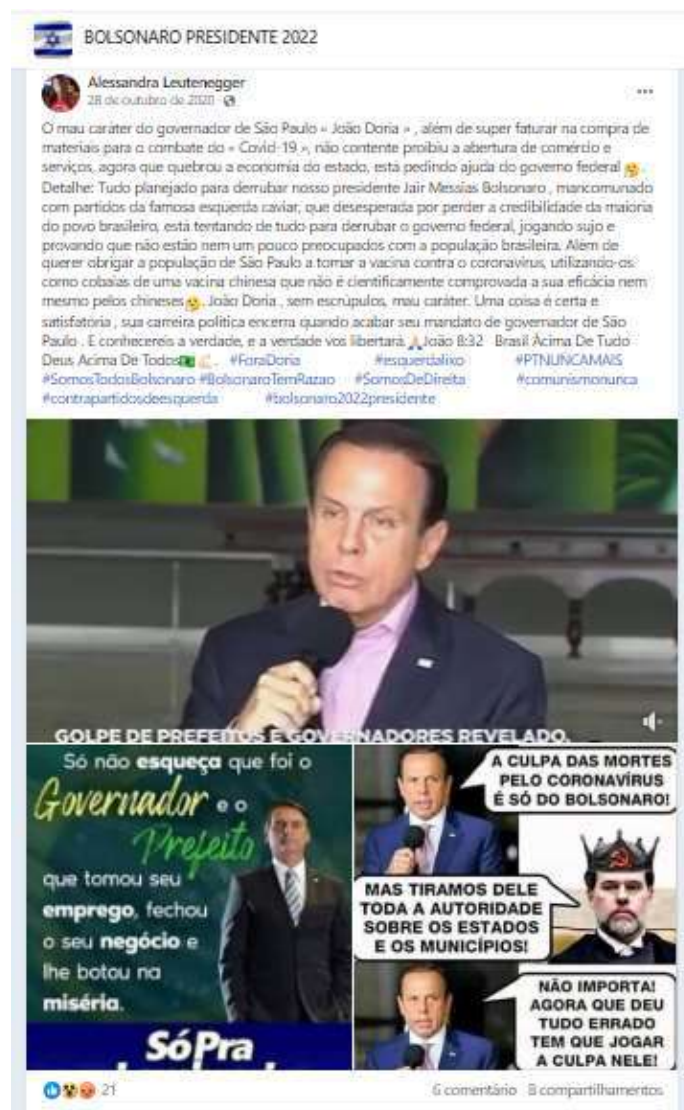 BOLSONARO PRESIDENTE 2022
Alessandra Leutenegger
28 de outubro de 2020
O mau caráter do governador de São Paulo « João Doria » , além de super faturar na compra de
materiais para o combate do « Covid-19 », não contente proibiu a abertura de comércio e
serviços, agora que quebrou a economia do estado, está pedindo ajuda do governo federal 🤔.
Detalhe: Tudo planejado para derrubar nosso presidente Jair Messias Bolsonaro , mancomunado
com partidos da famosa esquerda caviar, que desesperada por perder a credibilidade da maioria
do povo brasileiro, está tentando de tudo para derrubar o governo federal, jogando sujo e
provando que não estão nem um pouco preocupados com a população brasileira. Além de
querer obrigar a população de São Paulo a tomar a vacina contra o coronavirus, utilizando-os
como cobaias de uma vacina chinesa que não é cientificamente comprovada a sua eficácia nem
mesmo pelos chineses🤔. João Doria , sem escrúpulos, mau caráter. Uma coisa é certa e
satisfatória , sua carreira política encerra quando acabar seu mandato de governador de São
Paulo . E conhecereis a verdade, e a verdade vos libertará.🙏João 8:32 Brasil Acima De Tudo
Deus Acima De Todos🇧🇷💪. #ForaDoria #esquerdalixo #PTNUNCAMAIS
#SomosTodosBolsonaro #BolsonaroTemRazao #SomosDeDireita #comunismonunca
#contrapartidosdeesquerda #bolsonaro2022presidente
GOLPE DE PREFEITOS E GOVERNADORES REVELADO.
Só não esqueça que foi o
Governador e o
Prefeito
que tomou seu
emprego, fechou
o seu negócio e
lhe botou na
miséria.
Só Pra
A CULPA DAS MORTES
PELO CORONAVÍRUS
É SÓ DO BOLSONARO!
MAS TIRAMOS DELE
TODA A AUTORIDADE
SOBRE OS ESTADOS
E OS MUNICÍPIOS!
NÃO IMPORTA!
AGORA QUE DEU
TUDO ERRADO
TEM QUE JOGAR
A CULPA NELE!
21
6 comentário 8 compartilhamentos